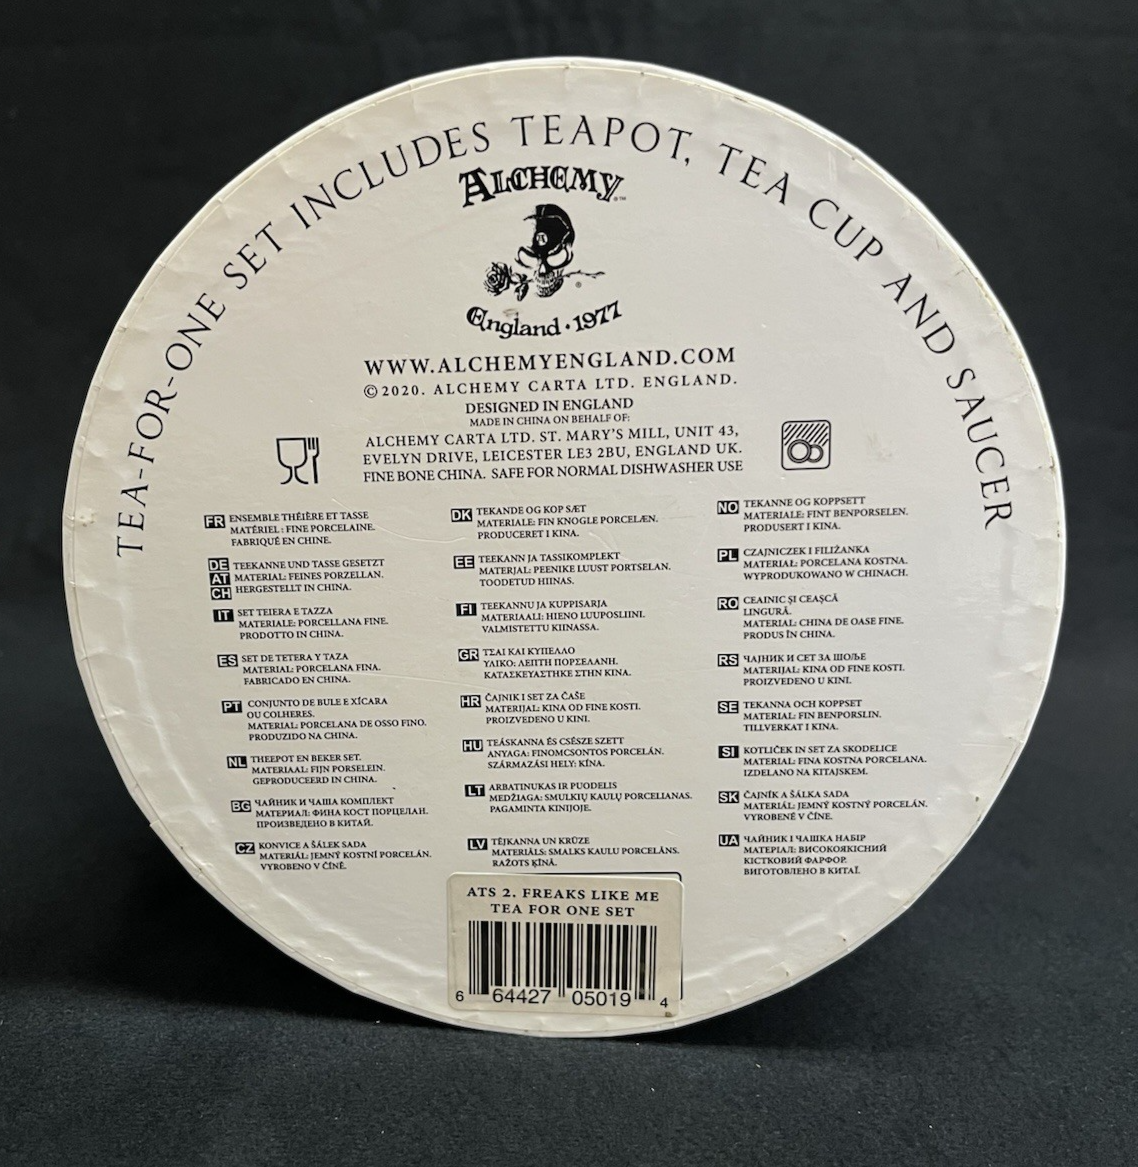 TEA-FOR-ONE SET INCLUDES TEAPOT, TEA CUP AND SAUCER
ALCHEMY
England · 1977
WWW.ALCHEMYENGLAND.COM
©2020. ALCHEMY CARTA LTD. ENGLAND.
DESIGNED IN ENGLAND
MADE IN CHINA ON BEHALF OF:
ALCHEMY CARTA LTD. ST. MARY'S MILL, UNIT 43,
EVELYN DRIVE, LEICESTER LE3 2BU, ENGLAND UK.
FINE BONE CHINA. SAFE FOR NORMAL DISHWASHER USE
FR ENSEMBLE THÉIÈRE ET TASSE
MATÉRIEL : FINE PORCELAINE.
FABRIQUÉ EN CHINE.
DE TEEKANNE UND TASSE GESETZT
AT MATERIAL: FEINES PORZELLAN.
CH HERGESTELLT IN CHINA.
IT SET TEIERA E TAZZA
MATERIALE: PORCELLANA FINE.
PRODOTTO IN CHINA.
ES SET DE TETERA Y TAZA
MATERIAL: PORCELANA FINA.
FABRICADO EN CHINA.
PT CONJUNTO DE BULE E XÍCARA
OU COLHERES.
MATERIAL: PORCELANA DE OSSO FINO.
PRODUZIDO NA CHINA.
NL THEEPOT EN BEKER SET.
MATERIAAL: FIJN PORSELEIN.
GEPRODUCEERD IN CHINA.
BG ЧАЙНИК И ЧАША КОМПЛЕКТ
МАТЕРИАЛ: ФИНА КОСТ ПОРЦЕЛАН.
ПРОИЗВЕДЕНО В КИТАЙ.
CZ KONVICE A ŠÁLEK SADA
MATERIÁL: JEMNÝ KOSTNÍ PORCELÁN.
VYROBENO V ČÍNĚ.
DK TEKANDE OG KOP SÆT
MATERIALE: FIN KNOGLE PORCELÆN.
PRODUCERET I KINA.
EE TEEKANN JA TASSIKOMPLEKT
MATERJAL: PEENIKE LUUST PORTSELAN.
TOODETUD HIINAS.
FI TEEKANNU JA KUPPISARJA
MATERIAALI: HIENO LUUPOSLIINI.
VALMISTETTU KIINASSA.
GR ΤΣΑΙ ΚΑΙ ΚΥΠΕΛΛΟ
ΥΛΙΚΟ: ΛΕΠΤΗ ΠΟΡΣΕΛΑΝΗ.
ΚΑΤΑΣΚΕΥΑΣΤΗΚΕ ΣΤΗΝ ΚΙΝΑ.
HR ČAJNIK I SET ZA ČAŠE
MATERIJAL: KINA OD FINE KOSTI.
PROIZVEDENO U KINI.
HU TEÁSKANNA ÉS CSÉSZE SZETT
ANYAGA: FINOMCSONTOS PORCELÁN.
SZÁRMAZÁSI HELY: KÍNA.
LT ARBATINUKAS IR PUODELIS
MEDŽIAGA: SMULKIŲ KAULŲ PORCELIANAS.
PAGAMINTA KINIJOJE.
LV TĒJKANNA UN KRŪZE
MATERIĀLS: SMALKS KAULU PORCELĀNS.
RAŽOTS ĶĪNĀ.
NO TEKANNE OG KOPPSETT
MATERIALE: FINT BENPORSELEN.
PRODUSERT I KINA.
PL CZAJNICZEK I FILIŻANKA
MATERIAL: PORCELANA KOSTNA.
WYPRODUKOWANO W CHINACH.
RO CEAINIC ȘI CEAȘCĂ
LINGURĂ.
MATERIAL: CHINA DE OASE FINE.
PRODUS ÎN CHINA.
RS ЧАЈНИК И СЕТ ЗА ШОЉЕ
MATERIJAL: KINA OD FINE KOSTI.
PROIZVEDENO U KINI.
SE TEKANNA OCH KOPPSET
MATERIAL: FIN BENPORSLIN.
TILLVERKAT I KINA.
SI KOTLIČEK IN SET ZA SKODELICE
MATERIAL: FINA KOSTNA PORCELANA.
IZDELANO NA KITAJSKEM.
SK ČAJNÍK A ŠÁLKA SADA
MATERIÁL: JEMNÝ KOSTNÝ PORCELÁN.
VYROBENÉ V ČÍNE.
UA ЧАЙНИК І ЧАШКА НАБІР
МАТЕРІАЛ: ВИСОКОЯКІСНИЙ
КІСТКОВИЙ ФАРФОР.
ВИГОТОВЛЕНО В КИТАЇ.
ATS 2. FREAKS LIKE ME
TEA FOR ONE SET
6 64427 05019 4